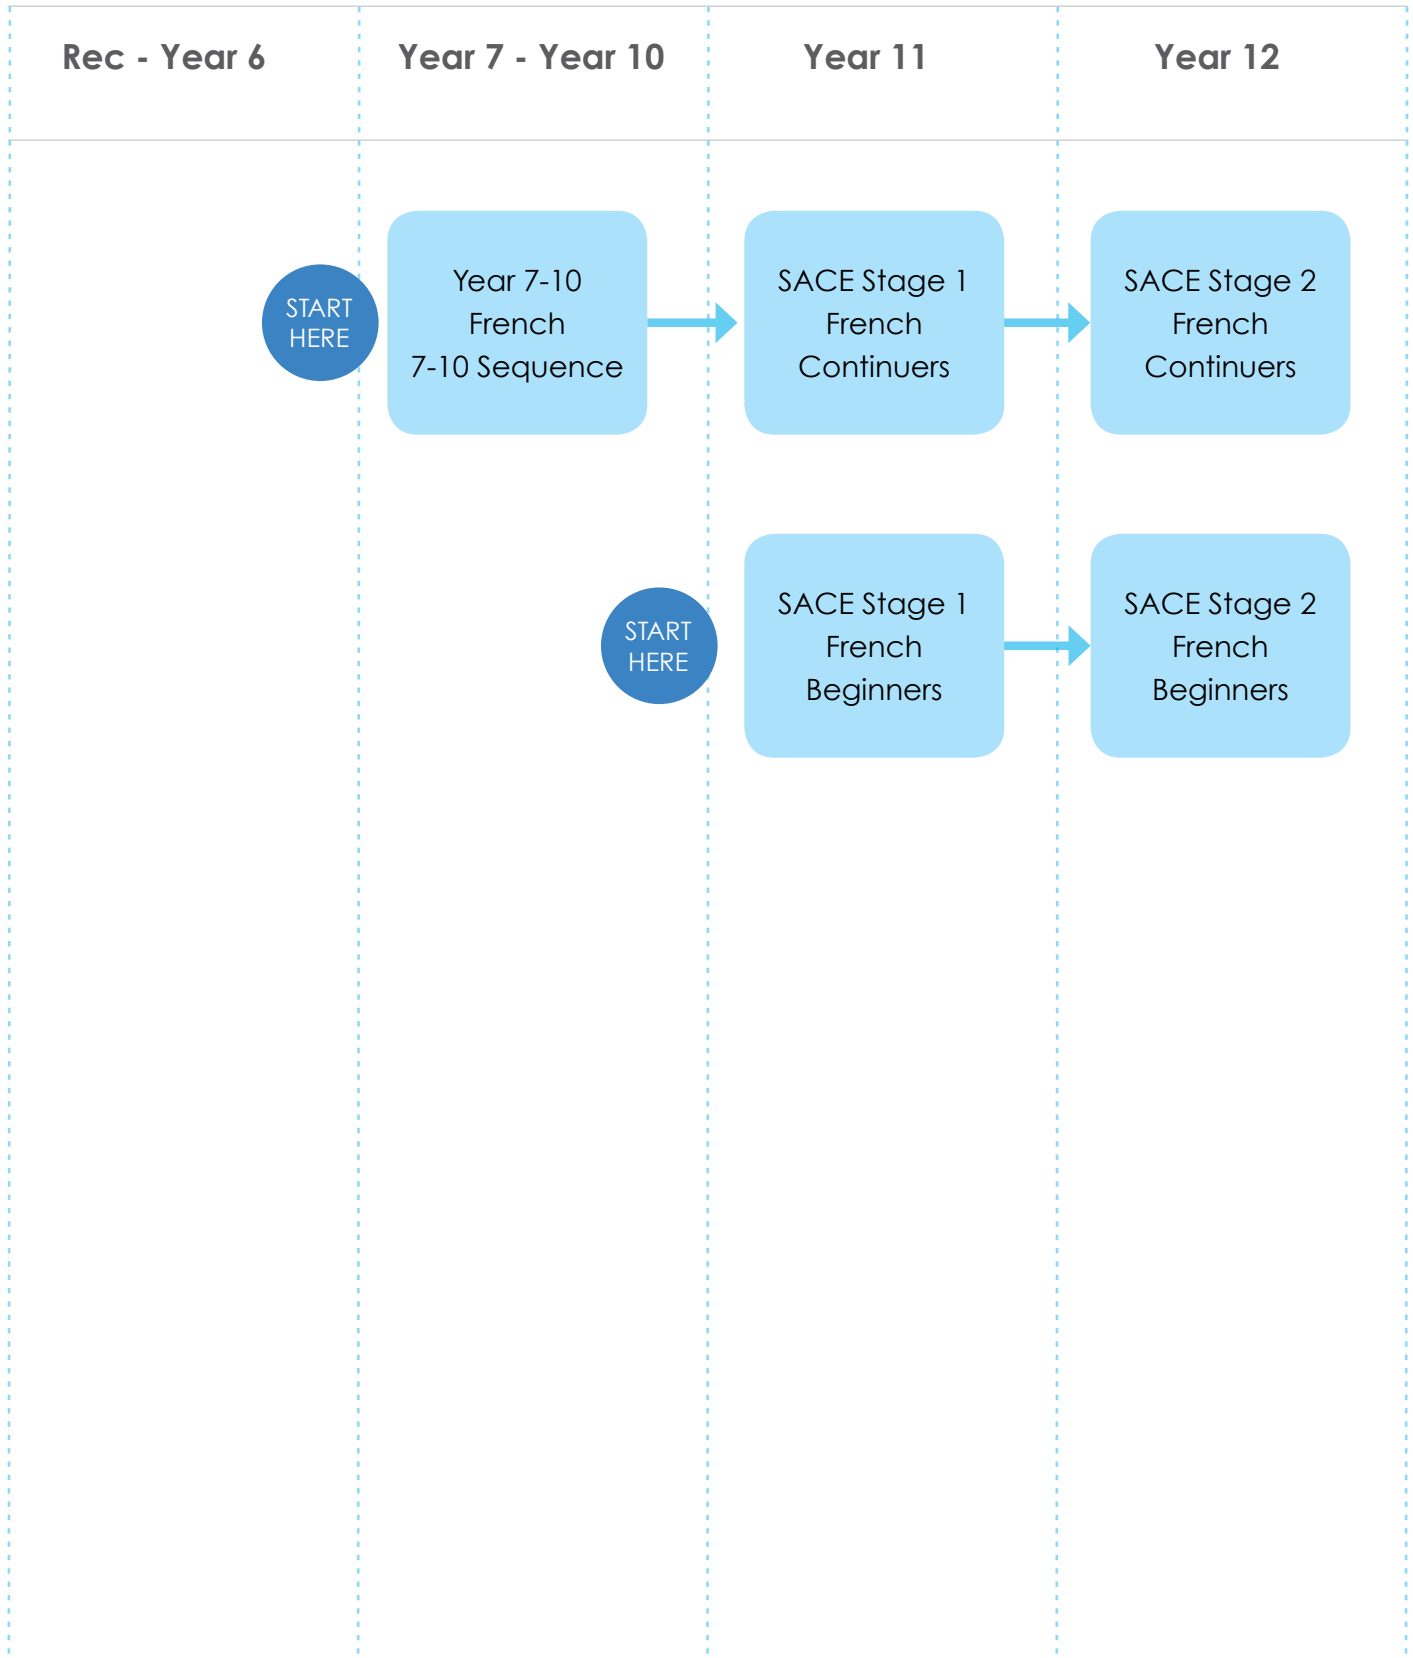 Rec - Year 6
Year 7 - Year 10
Year 11
Year 12
START
HERE
Year 7-10
French
7-10 Sequence
SACE Stage 1
French
Continuers
SACE Stage 2
French
Continuers
START
HERE
SACE Stage 1
French
Beginners
SACE Stage 2
French
Beginners